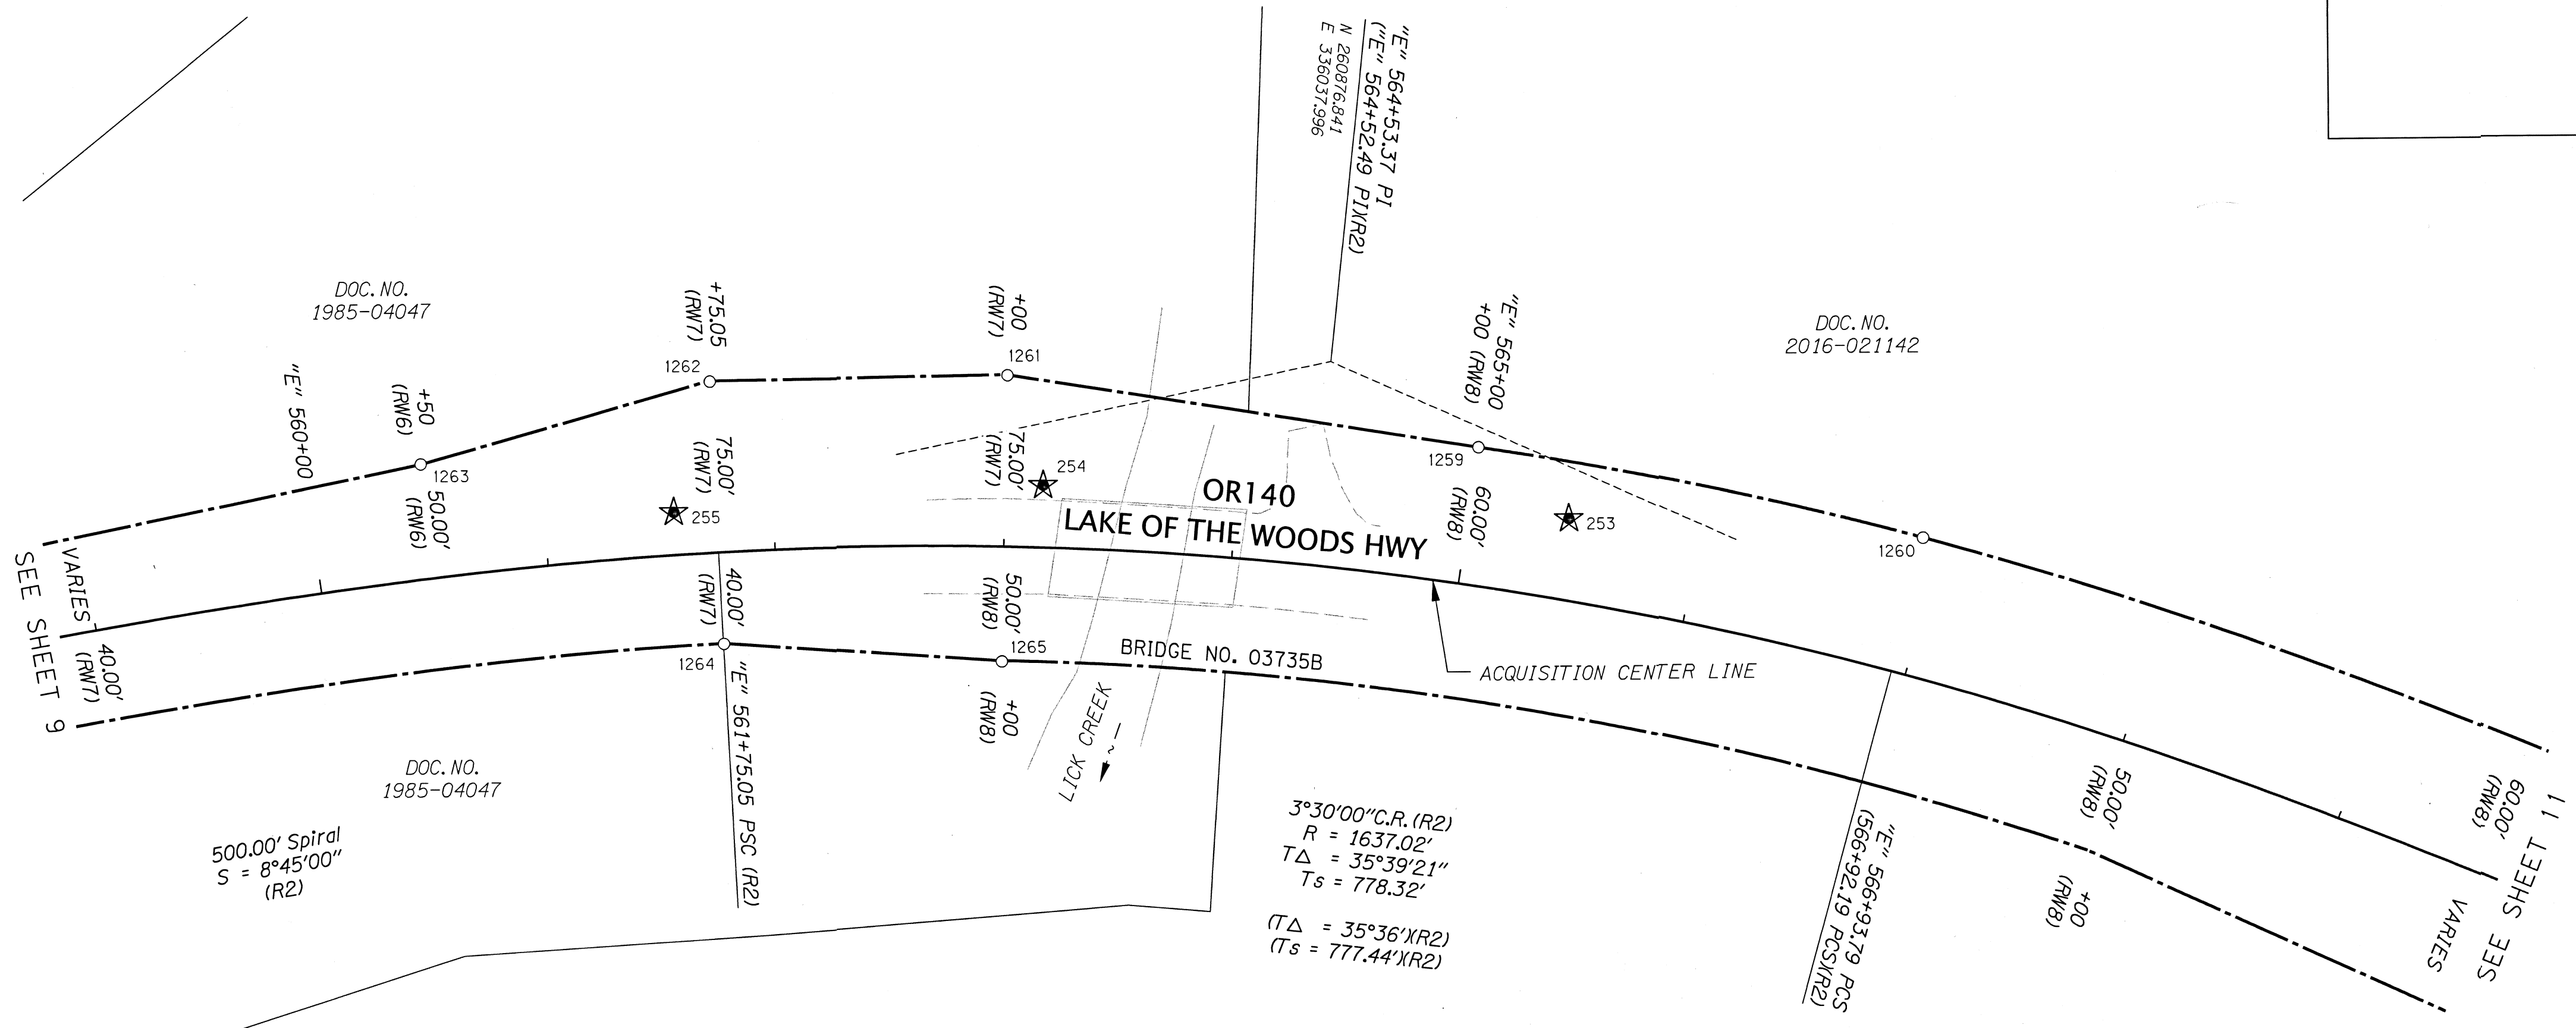 "E" 564+53.37 PI
("E" 564+52.49 PI)(R2)
N 260876.841
E 336037.996
DOC. NO.
1985-04047
"E" 560+00
+50
(RW6)
1263
50.00'
(RW6)
+75.05
(RW7)
1262
75.00'
(RW7)
255
+00
(RW7)
1261
75.00'
(RW7)
254
OR140
LAKE OF THE WOODS HWY
"E" 565+00
+00 (RW8)
1259
60.00'
(RW8)
253
DOC. NO.
2016-021142
1260
SEE SHEET 9
VARIES
40.00'
(RW7)
40.00'
(RW7)
1264
"E" 561+75.05 PSC (R2)
50.00'
(RW8)
1265
+00
(RW8)
BRIDGE NO. 03735B
LICK CREEK
~
ACQUISITION CENTER LINE
DOC. NO.
1985-04047
500.00' Spiral
S = 8°45'00"
(R2)
3°30'00"C.R. (R2)
R = 1637.02'
T△ = 35°39'21"
Ts = 778.32'
(T△ = 35°36')(R2)
(Ts = 777.44')(R2)
"E" 566+93.79 PCS
(566+92.19 PCS)(R2)
50.00'
(RW8)
+00
(RW8)
60.00'
(RW8)
VARIES
SEE SHEET 11